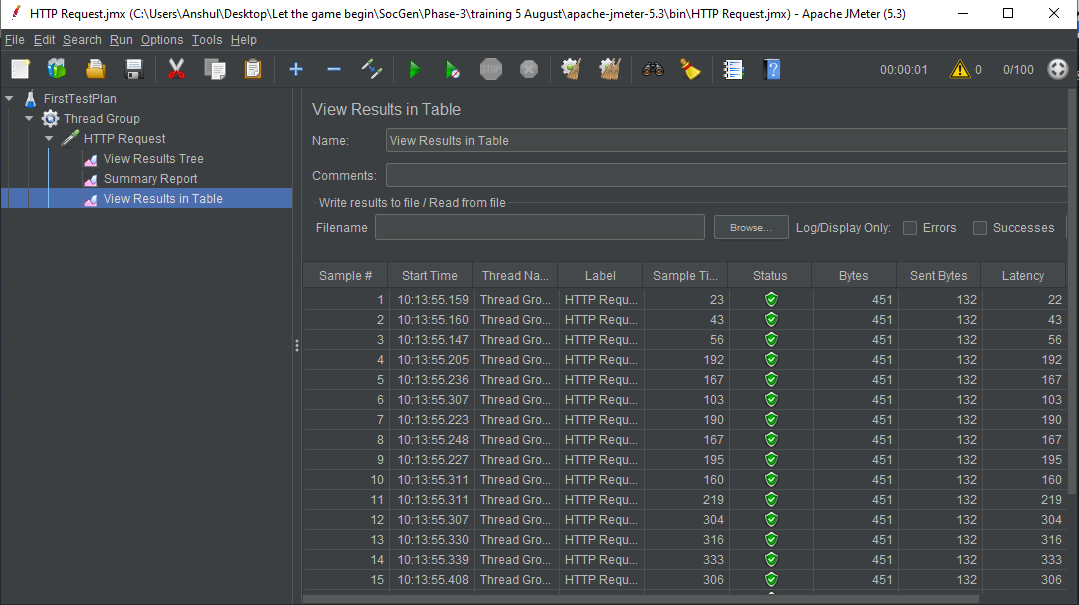 HTTP Request.jmx (C:\Users\Anshul\Desktop\Let the game begin\SocGen\Phase-3\training 5 August\apache-jmeter-5.3\bin\HTTP Request.jmx) - Apache JMeter (5.3)
File Edit Search Run Options Tools Help
STOP 00:00:01 0 0/100
FirstTestPlan
Thread Group
HTTP Request
View Results Tree
Summary Report
View Results in Table
View Results in Table
Name: View Results in Table
Comments:
Write results to file / Read from file
Filename Browse... Log/Display Only: Errors Successes
Sample # Start Time Thread Na... Label Sample Ti... Status Bytes Sent Bytes Latency
1 10:13:55.159 Thread Gro... HTTP Requ... 23 451 132 22
2 10:13:55.160 Thread Gro... HTTP Requ... 43 451 132 43
3 10:13:55.147 Thread Gro... HTTP Requ... 56 451 132 56
4 10:13:55.205 Thread Gro... HTTP Requ... 192 451 132 192
5 10:13:55.236 Thread Gro... HTTP Requ... 167 451 132 167
6 10:13:55.307 Thread Gro... HTTP Requ... 103 451 132 103
7 10:13:55.223 Thread Gro... HTTP Requ... 190 451 132 190
8 10:13:55.248 Thread Gro... HTTP Requ... 167 451 132 167
9 10:13:55.227 Thread Gro... HTTP Requ... 195 451 132 195
10 10:13:55.311 Thread Gro... HTTP Requ... 160 451 132 160
11 10:13:55.311 Thread Gro... HTTP Requ... 219 451 132 219
12 10:13:55.307 Thread Gro... HTTP Requ... 304 451 132 304
13 10:13:55.330 Thread Gro... HTTP Requ... 316 451 132 316
14 10:13:55.339 Thread Gro... HTTP Requ... 333 451 132 333
15 10:13:55.408 Thread Gro... HTTP Requ... 306 451 132 306